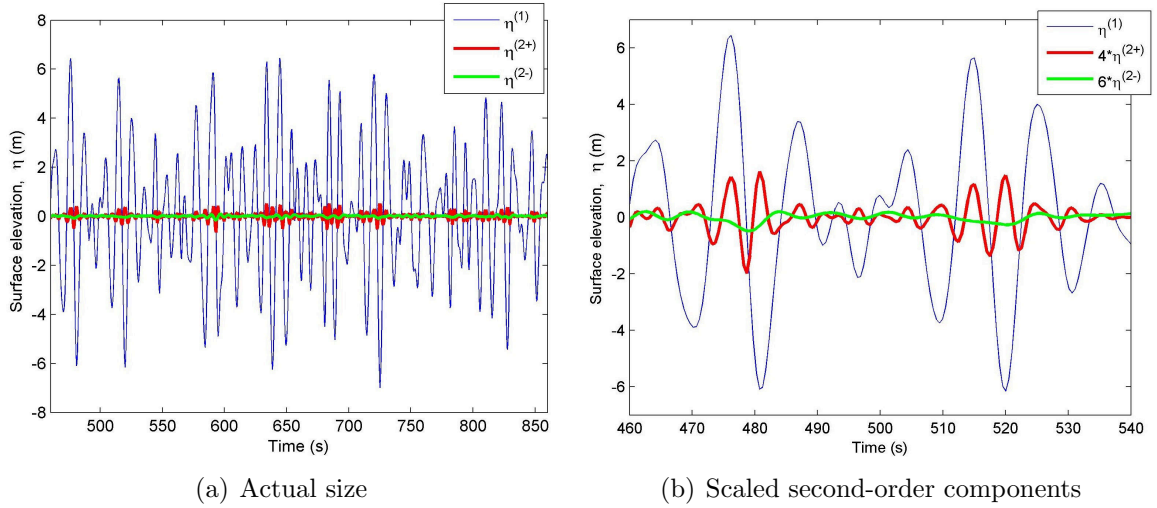 8
6
4
2
0
-2
-4
-6
-8
Surface elevation, η (m)
500 550 600 650 700 750 800 850
Time (s)
η(1)
η(2+)
η(2-)
(a) Actual size
6
4
2
0
-2
-4
-6
Surface elevation, η (m)
460 470 480 490 500 510 520 530 540
Time (s)
η(1)
4*η(2+)
6*η(2-)
(b) Scaled second-order components